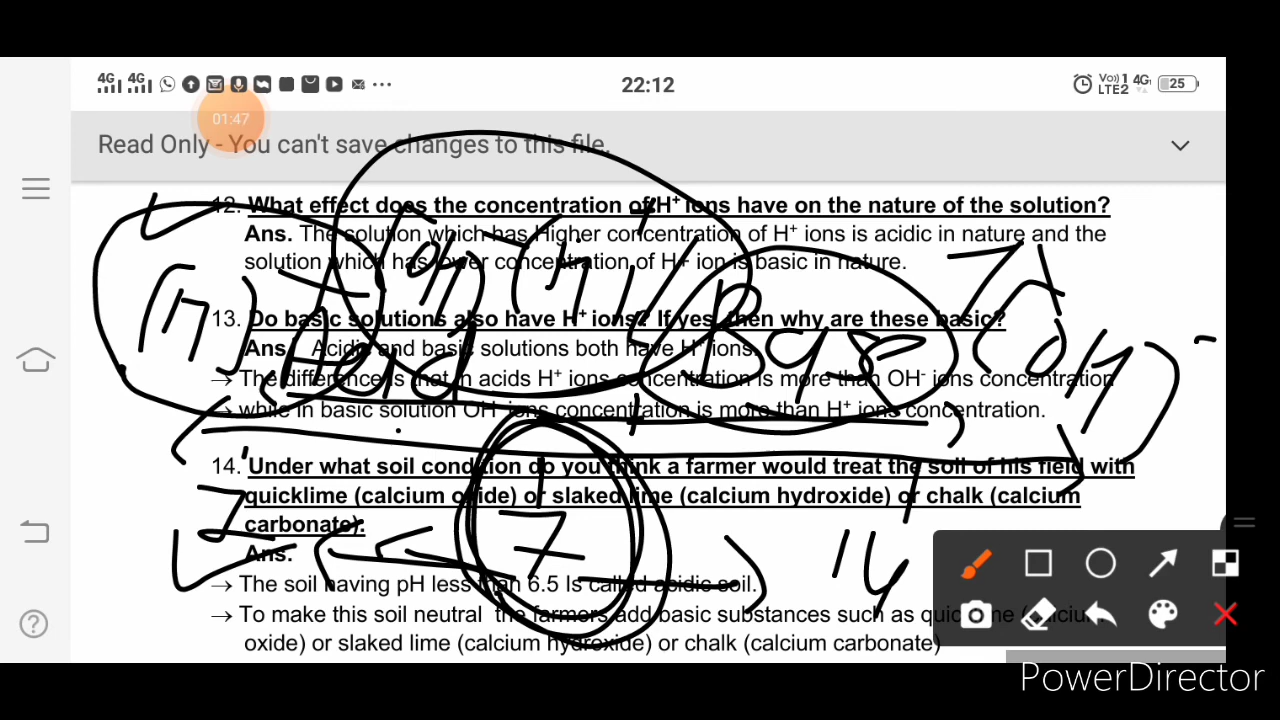 4G 4G 22:12 Vo)) 1 4G LTE2 25
01:47
Read Only - You can't save changes to this file.
12. What effect does the concentration of H+ ions have on the nature of the solution?
Ans. The solution which has Higher concentration of H+ ions is acidic in nature and the
solution which has lower concentration of H+ ion is basic in nature.
13. Do basic solutions also have H+ ions? If yes, then why are these basic?
Ans. Acidic and basic solutions both have H+ ions.
→ The difference is that in acids H+ ions concentration is more than OH- ions concentration
→ while in basic solution OH- ions concentration is more than H+ ions concentration.
Acid Base
14. Under what soil condition do you think a farmer would treat the soil of his field with
quicklime (calcium oxide) or slaked lime (calcium hydroxide) or chalk (calcium
carbonate).
Ans.
7 14
→ The soil having pH less than 6.5 Is called acidic soil.
→ To make this soil neutral the farmers add basic substances such as quicklime (calcium
oxide) or slaked lime (calcium hydroxide) or chalk (calcium carbonate)
PowerDirector